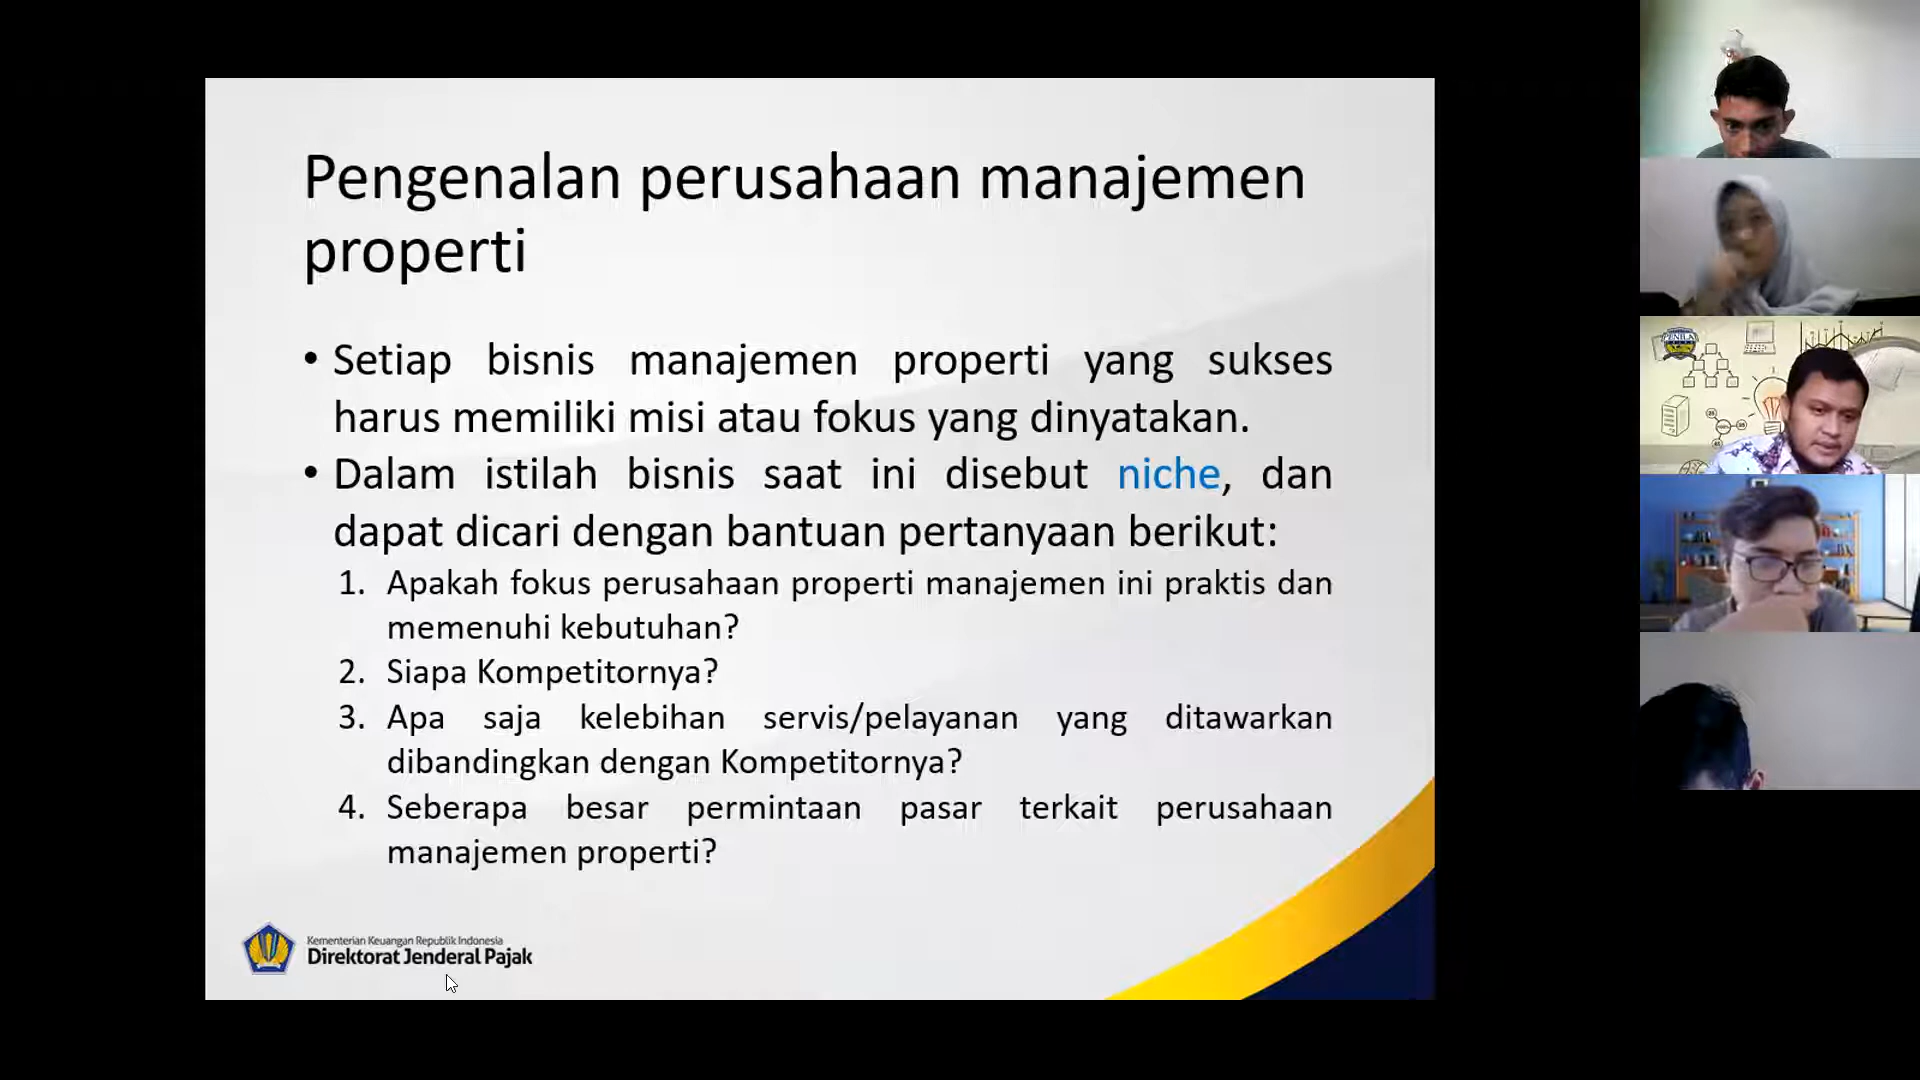 Pengenalan perusahaan manajemen
properti
• Setiap bisnis manajemen properti yang sukses
harus memiliki misi atau fokus yang dinyatakan.
• Dalam istilah bisnis saat ini disebut niche, dan
dapat dicari dengan bantuan pertanyaan berikut:
1. Apakah fokus perusahaan properti manajemen ini praktis dan
memenuhi kebutuhan?
2. Siapa Kompetitornya?
3. Apa saja kelebihan servis/pelayanan yang ditawarkan
dibandingkan dengan Kompetitornya?
4. Seberapa besar permintaan pasar terkait perusahaan
manajemen properti?
Kementerian Keuangan Republik Indonesia
Direktorat Jenderal Pajak